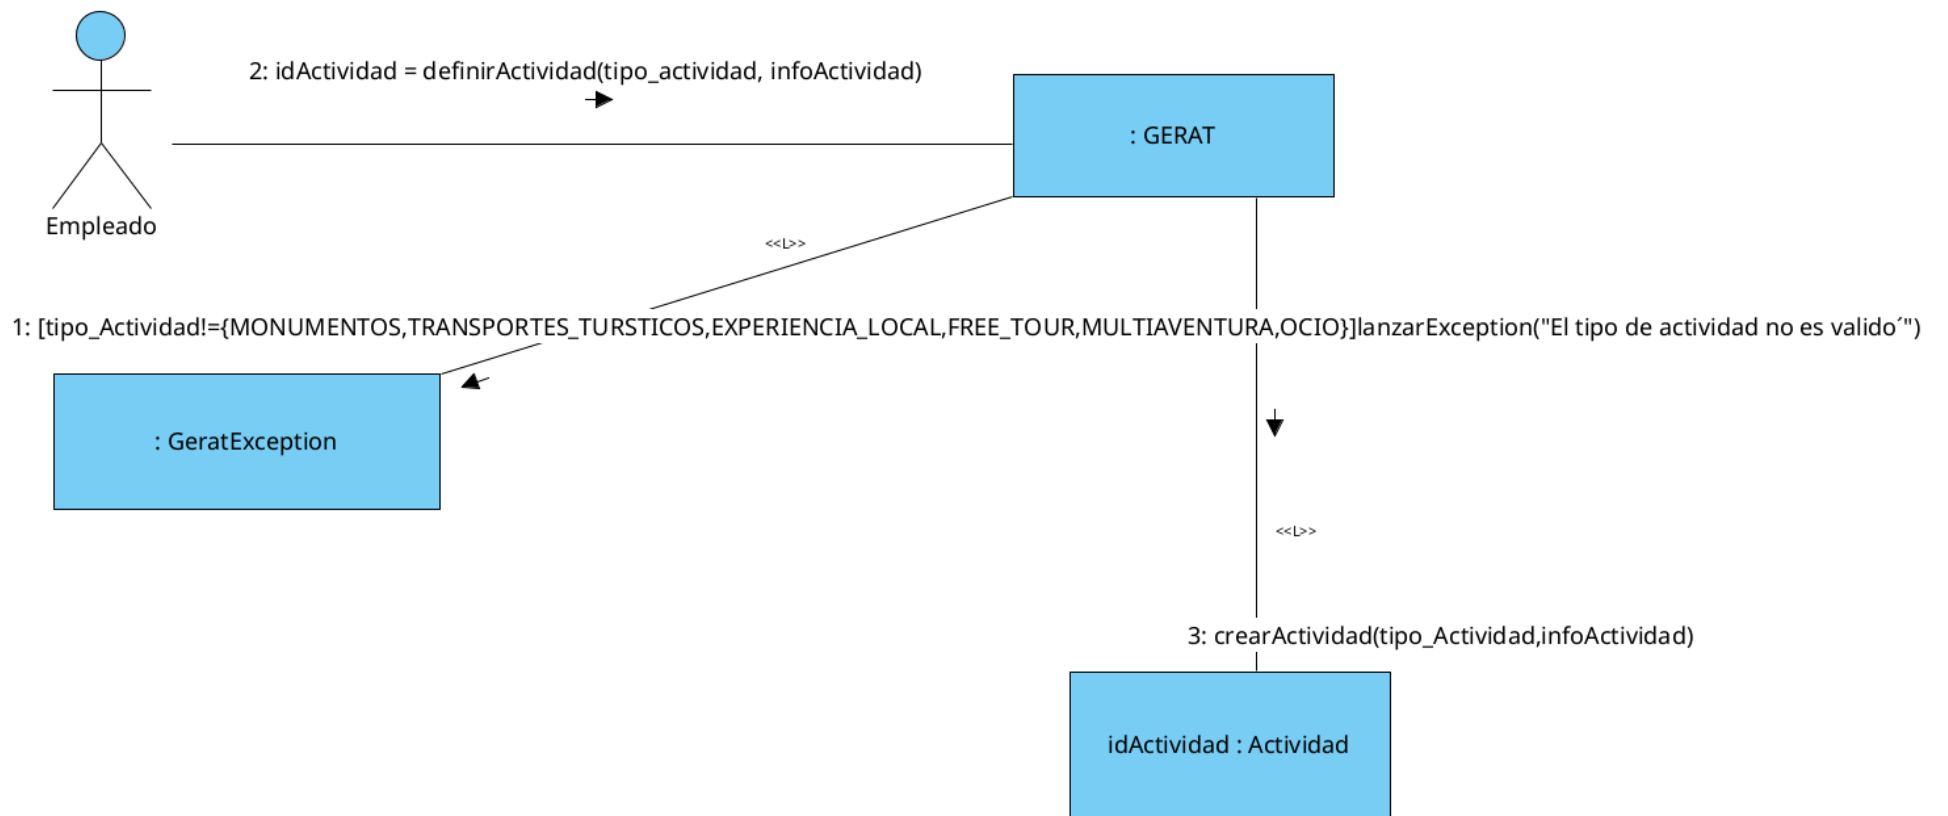 2: idActividad = definirActividad(tipo_actividad, infoActividad)
: GERAT
Empleado
<<L>>
1: [tipo_Actividad!={MONUMENTOS,TRANSPORTES_TURSTICOS,EXPERIENCIA_LOCAL,FREE_TOUR,MULTIAVENTURA,OCIO}]lanzarException("El tipo de actividad no es valido´")
: GeratException
<<L>>
3: crearActividad(tipo_Actividad,infoActividad)
idActividad : Actividad